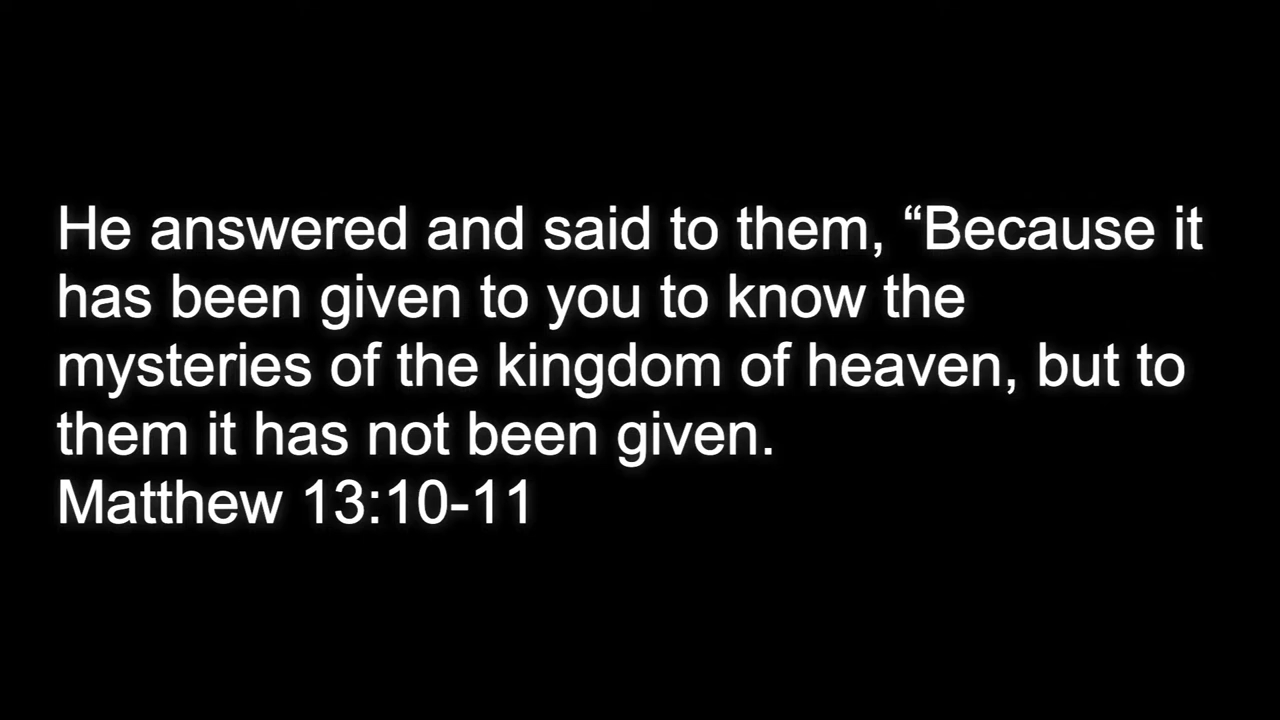 He answered and said to them, “Because it
has been given to you to know the
mysteries of the kingdom of heaven, but to
them it has not been given.
Matthew 13:10-11